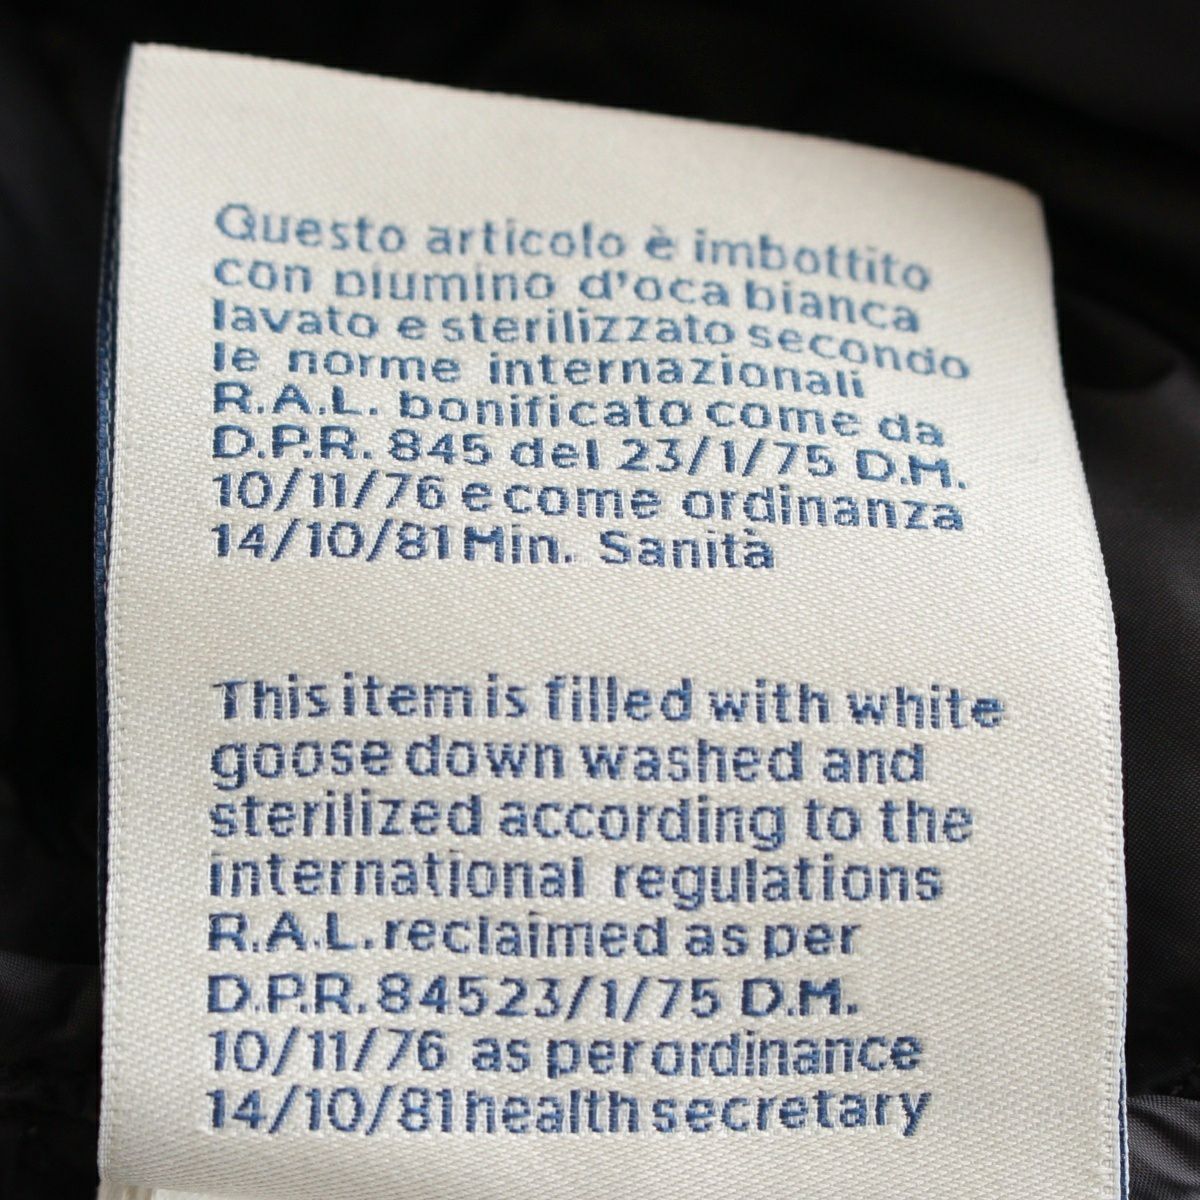 Questo articolo è imbottito
con piumino d'oca bianca
lavato e sterilizzato secondo
le norme internazionali
R.A.L. bonificato come da
D.P.R. 845 del 23/1/75 D.M.
10/11/76 e come ordinanza
14/10/81 Min. Sanità
This item is filled with white
goose down washed and
sterilized according to the
international regulations
R.A.L. reclaimed as per
D.P.R. 84523/1/75 D.M.
10/11/76 as per ordinance
14/10/81 health secretary